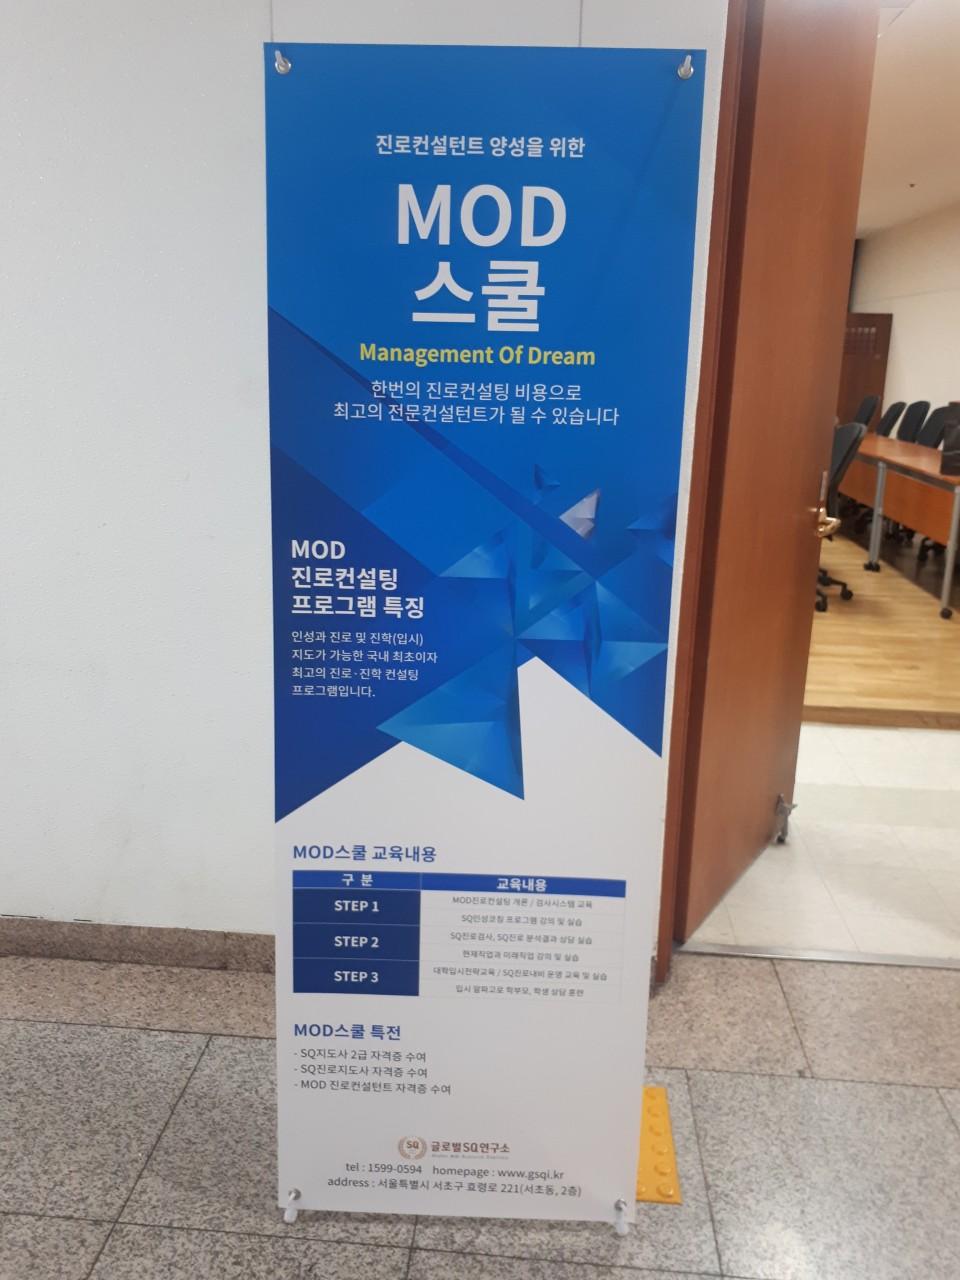 진로컨설턴트 양성을 위한
MOD
스쿨
Management Of Dream
한번의 진로컨설팅 비용으로
최고의 전문컨설턴트가 될 수 있습니다
MOD
진로컨설팅
프로그램 특징
인성과 진로 및 진학(입시)
지도가 가능한 국내 최초이자
최고의 진로·진학 컨설팅
프로그램입니다.
MOD스쿨 교육내용
구 분 교육내용
STEP 1
MOD진로컨설팅 개론 / 검사시스템 교육
SQ인성코칭 프로그램 강의 및 실습
STEP 2
SQ진로검사, SQ진로 분석결과 상담 실습
현재직업과 미래직업 강의 및 실습
STEP 3
대학입시전략교육 / SQ진로내비 운영 교육 및 실습
입시 알파고로 학부모, 학생 상담 훈련
MOD스쿨 특전
- SQ지도사 2급 자격증 수여
- SQ진로지도사 자격증 수여
- MOD 진로컨설턴트 자격증 수여
SQ 글로벌SQ연구소
tel : 1599-0594 homepage : www.gsqi.kr
address : 서울특별시 서초구 효령로 221(서초동, 2층)